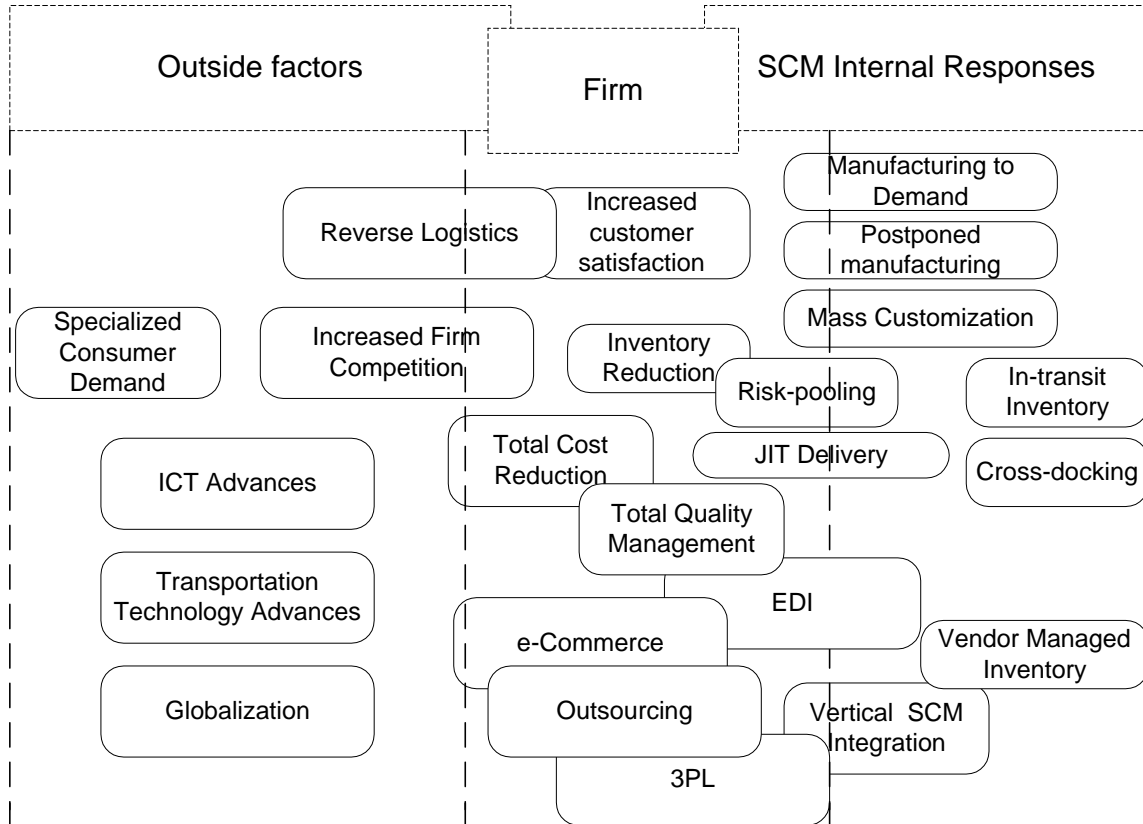 Outside factors
Firm
SCM Internal Responses
Manufacturing to
Demand
Reverse Logistics
Increased
customer
satisfaction
Postponed
manufacturing
Mass Customization
Specialized
Consumer
Demand
Increased Firm
Competition
Inventory
Reduction
Risk-pooling
In-transit
Inventory
Total Cost
Reduction
JIT Delivery
Cross-docking
ICT Advances
Total Quality
Management
Transportation
Technology Advances
EDI
e-Commerce
Vendor Managed
Inventory
Globalization
Outsourcing
Vertical  SCM
Integration
3PL